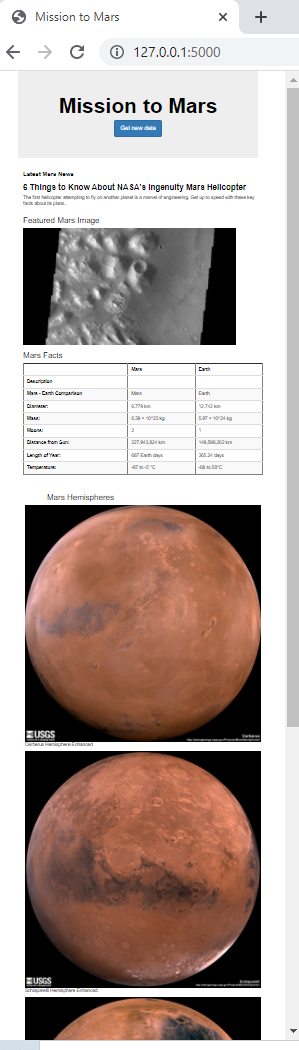 Mission to Mars
127.0.0.1:5000
Mission to Mars
Get new data
Latest Mars News
6 Things to Know About NASA's Ingenuity Mars Helicopter
The first helicopter attempting to fly on another planet is a marvel of engineering. Get up to speed with these key
facts about its plans.
Featured Mars Image
Mars Facts
Mars Earth
Description
Mars - Earth Comparison Mars Earth
Diameter: 6,779 km 12,742 km
Mass: 6.39 × 10^23 kg 5.97 × 10^24 kg
Moons: 2 1
Distance from Sun: 227,943,824 km 149,598,262 km
Length of Year: 687 Earth days 365.24 days
Temperature: -87 to -5 °C -88 to 58°C
Mars Hemispheres
USGS
Cerberus
Cerberus Hemisphere Enhanced
USGS
Schiaparelli
Schiaparelli Hemisphere Enhanced